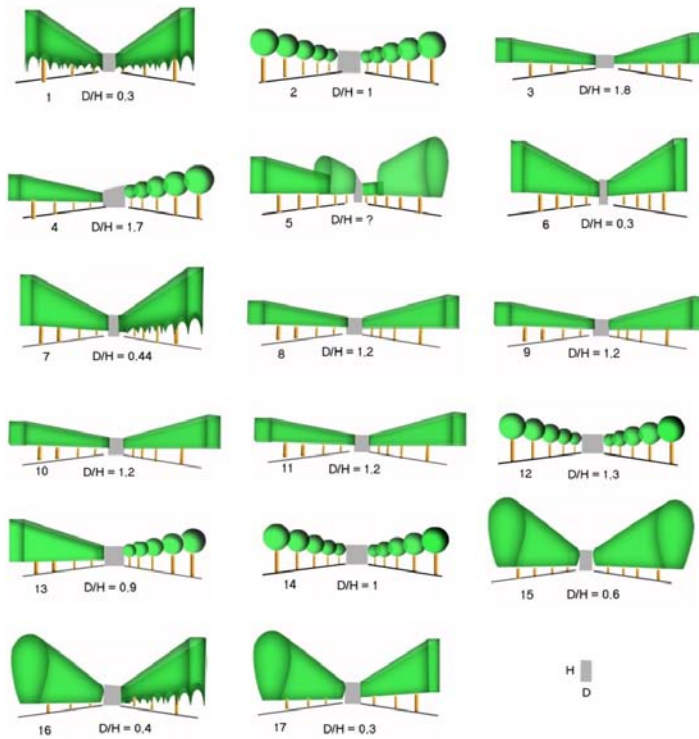 1 D/H = 0.3
2 D/H = 1
3 D/H = 1.8
4 D/H = 1.7
5 D/H = ?
6 D/H = 0.3
7 D/H = 0.44
8 D/H = 1.2
9 D/H = 1.2
10 D/H = 1.2
11 D/H = 1.2
12 D/H = 1.3
13 D/H = 0.9
14 D/H = 1
15 D/H = 0.6
16 D/H = 0.4
17 D/H = 0.3
H
D